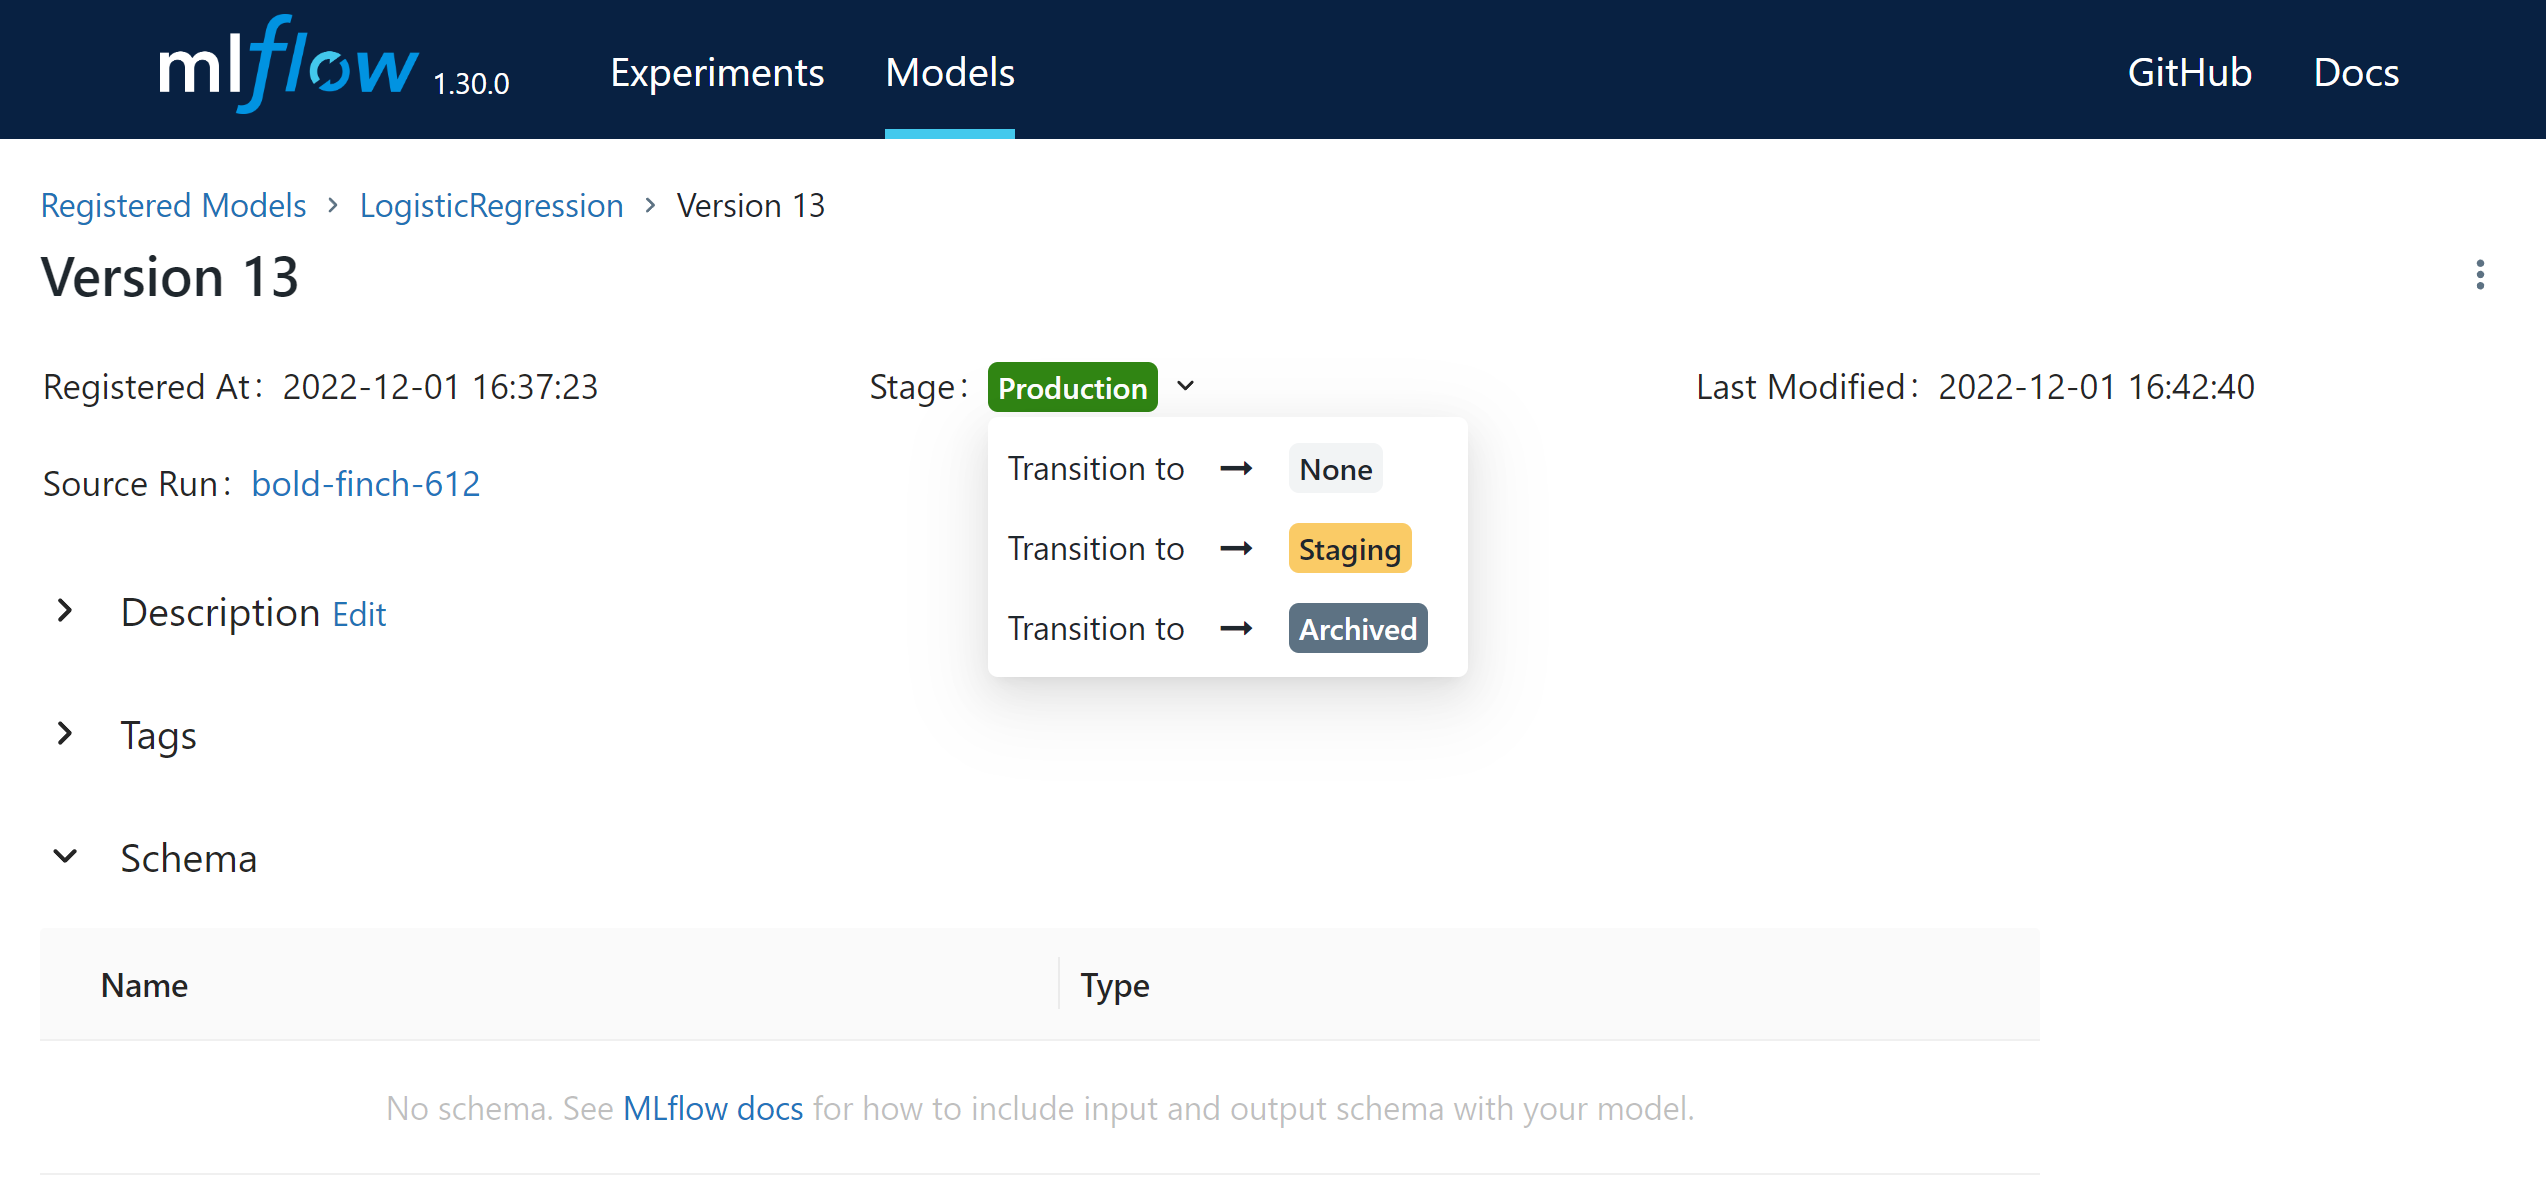 mlflow 1.30.0 Experiments Models GitHub Docs
Registered Models > LogisticRegression > Version 13
Version 13
Registered At: 2022-12-01 16:37:23 Stage: Production Last Modified: 2022-12-01 16:42:40
Transition to → None
Source Run: bold-finch-612
Transition to → Staging
Transition to → Archived
Description Edit
Tags
Schema
Name Type
No schema. See MLflow docs for how to include input and output schema with your model.